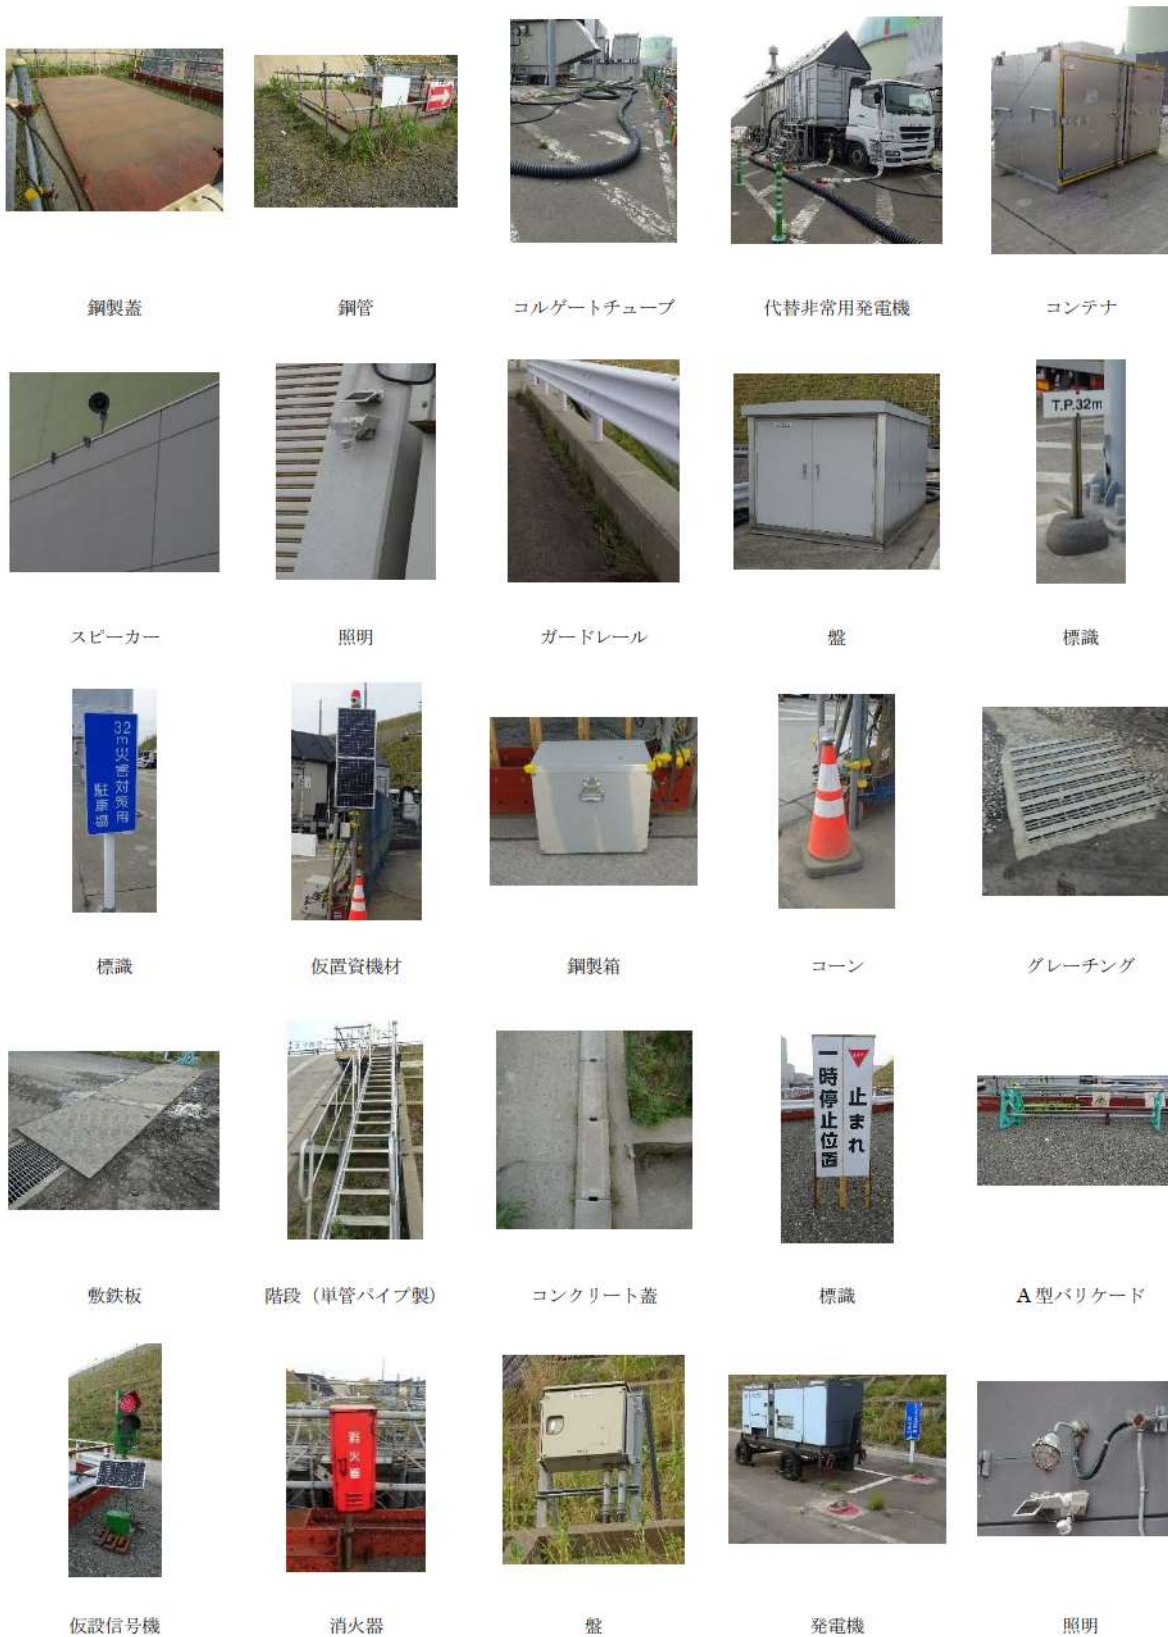 鋼製蓋
鋼管
コルゲートチューブ
代替非常用発電機
コンテナ
T.P.32m
スピーカー
照明
ガードレール
盤
標識
32m災害対策用
駐車場
標識
仮置資機材
鋼製箱
コーン
グレーチング
止まれ
一時停止位置
敷鉄板
階段（単管パイプ製）
コンクリート蓋
標識
A型バリケード
消火器
仮設信号機
消火器
盤
発電機
照明